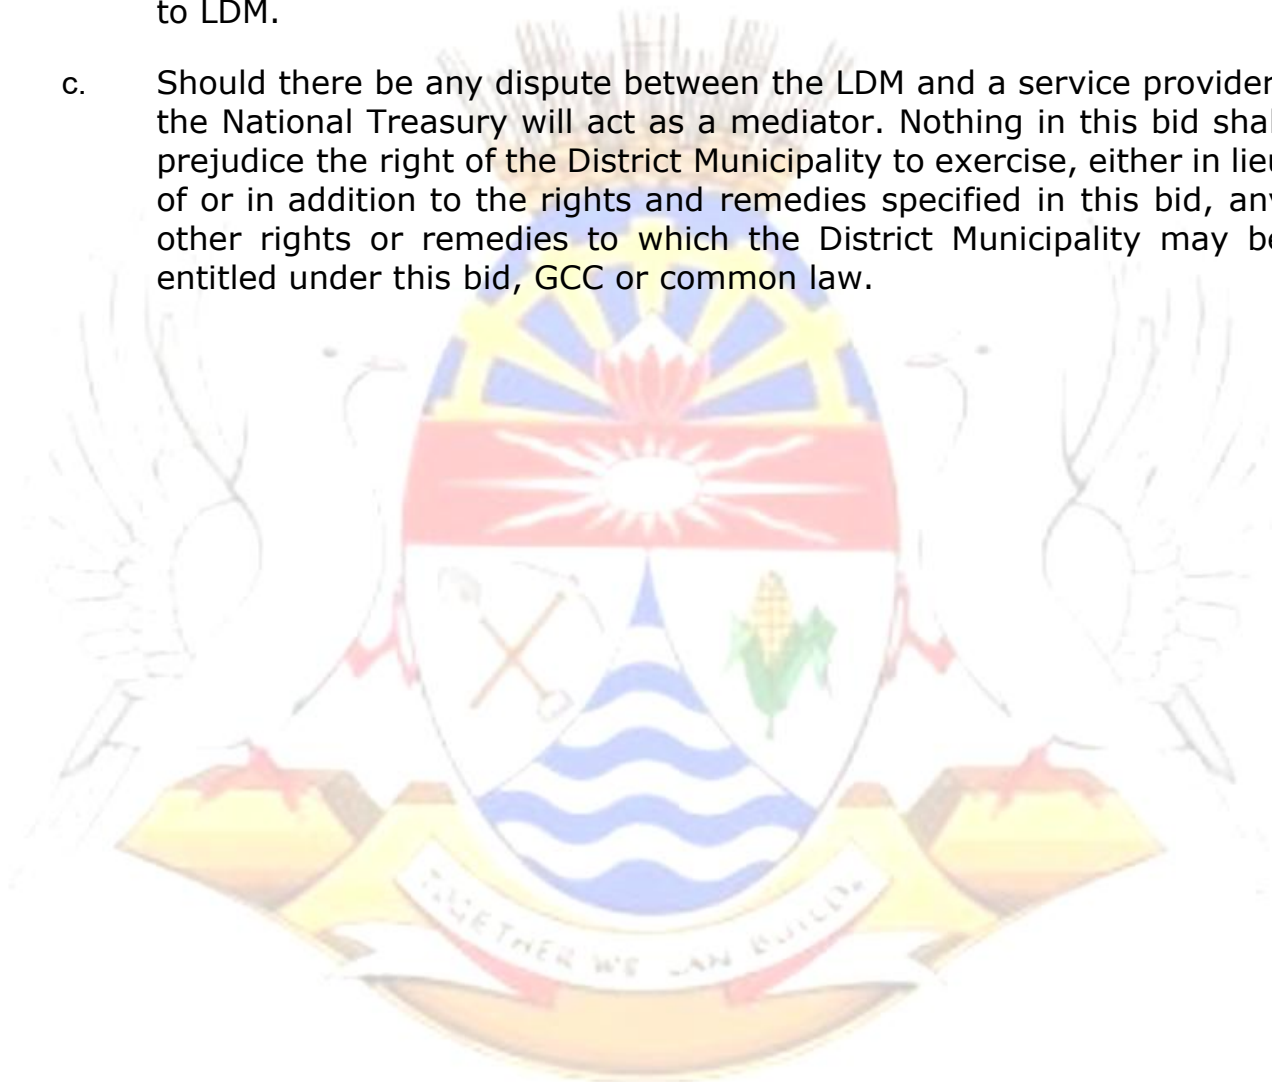 to LDM.
c. Should there be any dispute between the LDM and a service provider
the National Treasury will act as a mediator. Nothing in this bid shal
prejudice the right of the District Municipality to exercise, either in lieu
of or in addition to the rights and remedies specified in this bid, any
other rights or remedies to which the District Municipality may be
entitled under this bid, GCC or common law.
TOGETHER WE CAN BUILD